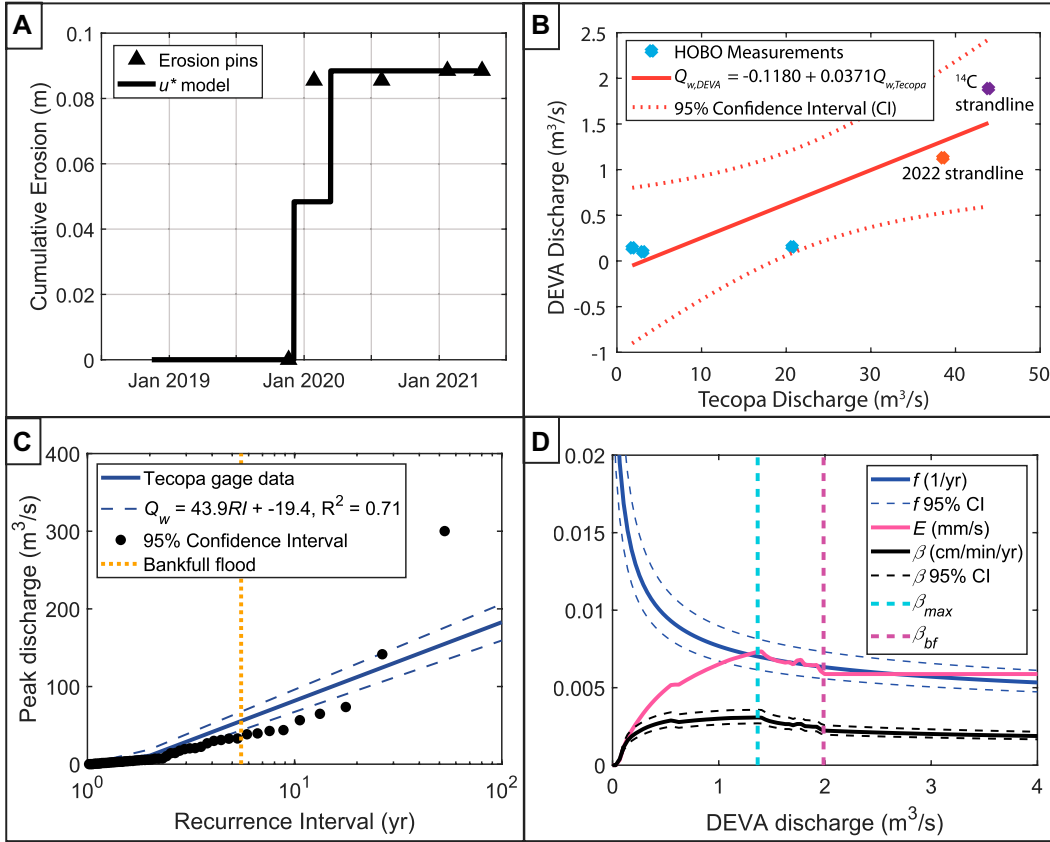 A
0.1
0.08
0.06
0.04
0.02
0
Cumulative Erosion (m)
Erosion pins
u* model
Jan 2019
Jan 2020
Jan 2021
B
2.5
2
1.5
1
0.5
0
-0.5
-1
DEVA Discharge (m³/s)
HOBO Measurements
Q_w,DEVA = -0.1180 + 0.0371Q_w,Tecopa
95% Confidence Interval (CI)
¹⁴C
strandline
2022 strandline
0
10
20
30
40
50
Tecopa Discharge (m³/s)
C
400
300
200
100
0
Peak discharge (m³/s)
Tecopa gage data
Q_w = 43.9RI + -19.4, R² = 0.71
95% Confidence Interval
Bankfull flood
10⁰
10¹
10²
Recurrence Interval (yr)
D
0.02
0.015
0.01
0.005
0
f (1/yr)
f 95% CI
E (mm/s)
β (cm/min/yr)
β 95% CI
β_max
β_bf
0
1
2
3
4
DEVA discharge (m³/s)